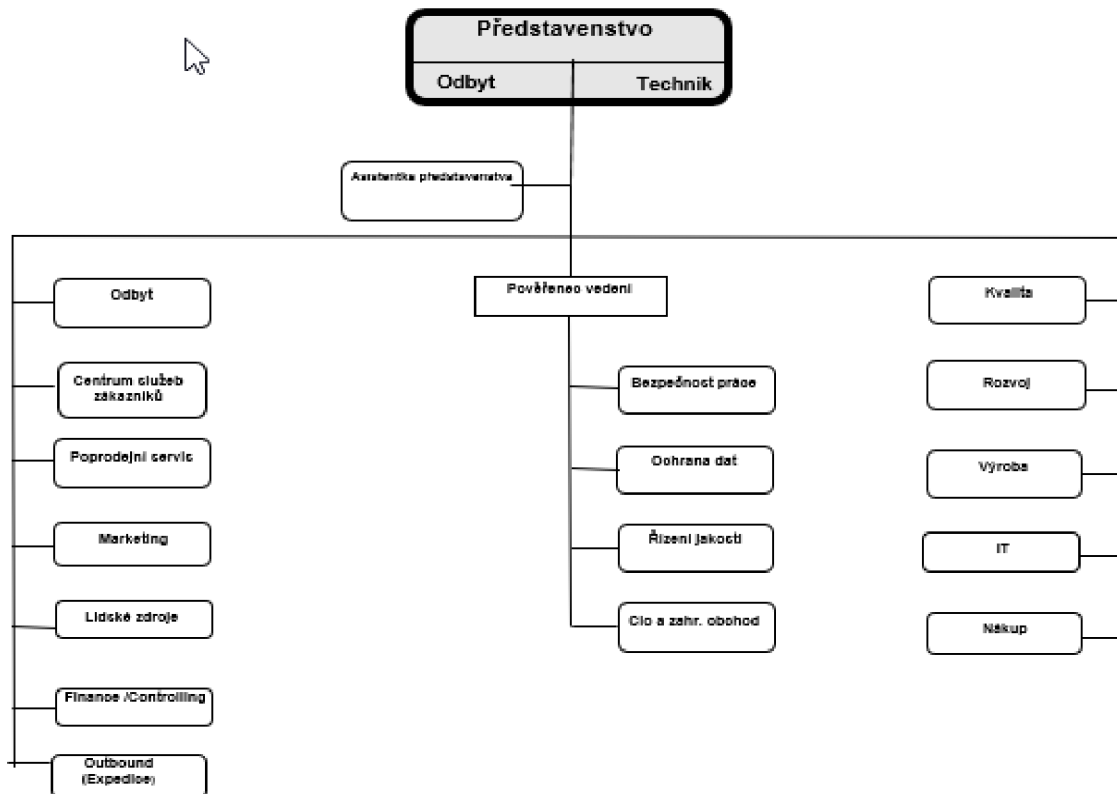 Představenstvo
Odbyt Technik
Asistentka představenstva
Odbyt
Centrum služeb
zákazníků
Poprodejní servis
Marketing
Lidské zdroje
Finance /Controlling
Outbound
(Expedice)
Pověřenec vedení
Bezpečnost práce
Ochrana dat
Řízení jakosti
Clo a zahr. obchod
Kvalita
Rozvoj
Výroba
IT
Nákup